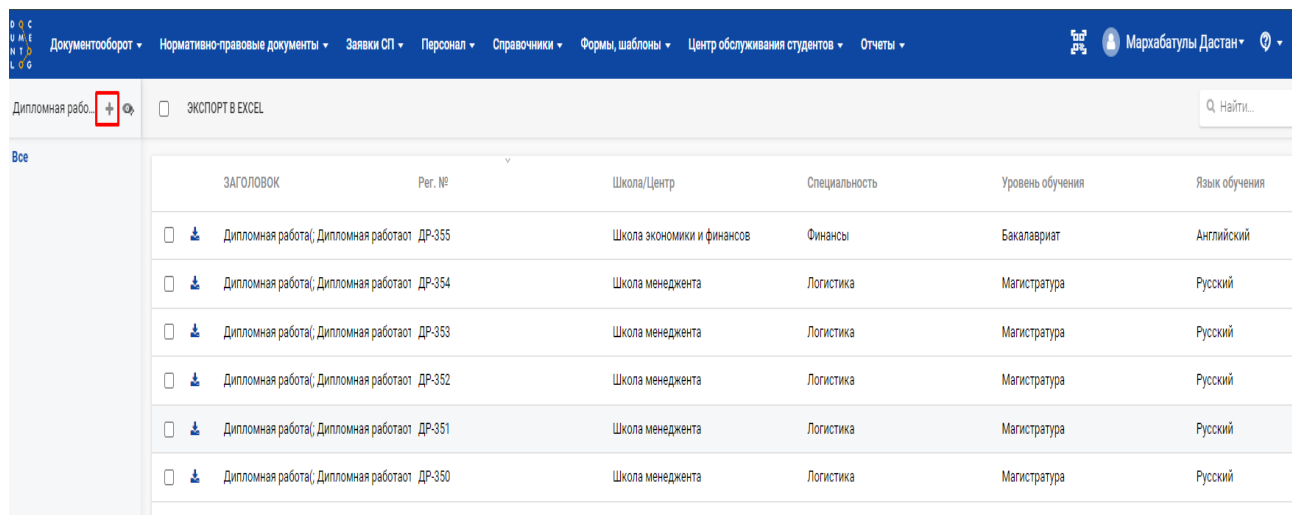 DOC
UME
NTO
LOG
Документооборот Нормативно-правовые документы Заявки СП Персонал Справочники Формы, шаблоны Центр обслуживания студентов Отчеты Мархабатулы Дастан
Дипломная рабо... ЭКСПОРТ В EXCEL Найти...
Все
ЗАГОЛОВОК Рег. № Школа/Центр Специальность Уровень обучения Язык обучения
Дипломная работа(; Дипломная работаот ДР-355 Школа экономики и финансов Финансы Бакалавриат Английский
Дипломная работа(; Дипломная работаот ДР-354 Школа менеджента Логистика Магистратура Русский
Дипломная работа(; Дипломная работаот ДР-353 Школа менеджента Логистика Магистратура Русский
Дипломная работа(; Дипломная работаот ДР-352 Школа менеджента Логистика Магистратура Русский
Дипломная работа(; Дипломная работаот ДР-351 Школа менеджента Логистика Магистратура Русский
Дипломная работа(; Дипломная работаот ДР-350 Школа менеджента Логистика Магистратура Русский